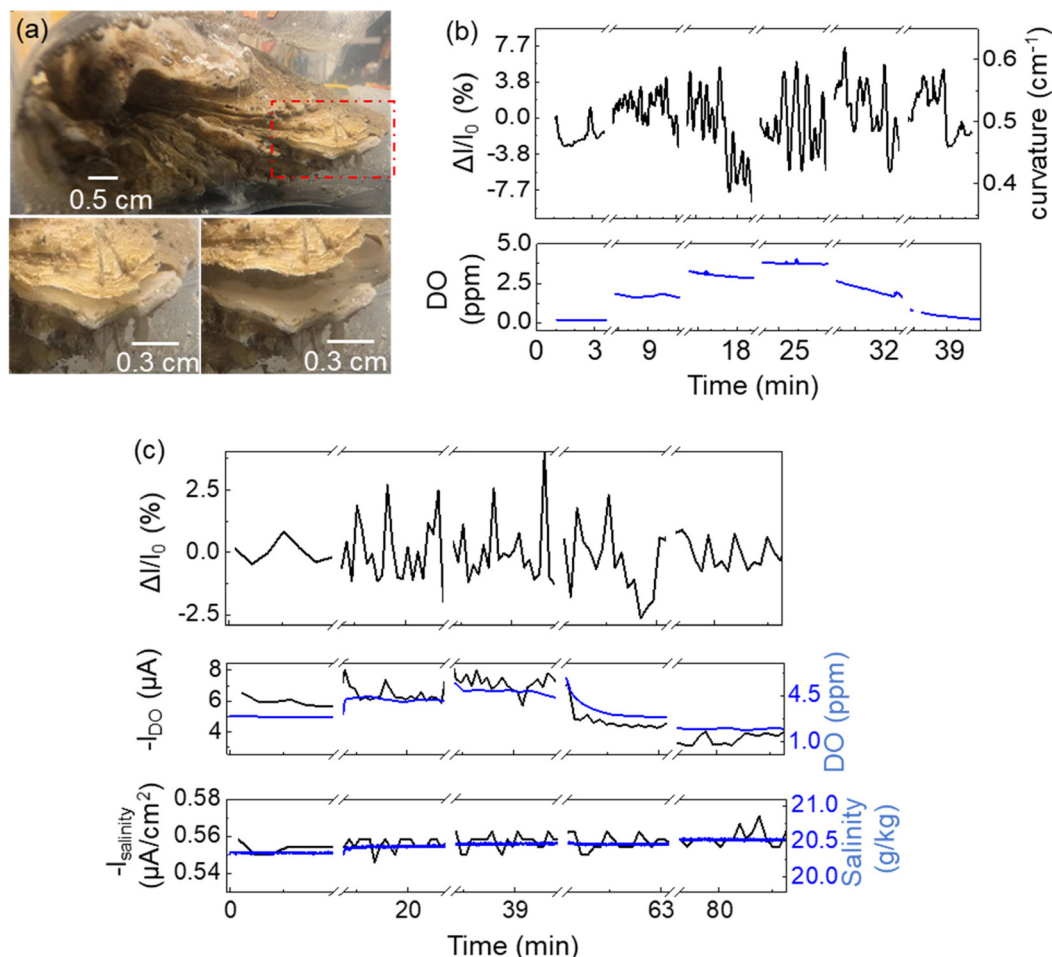 (a)
0.5 cm
0.3 cm
0.3 cm
(b)
7.7
3.8
0.0
-3.8
-7.7
ΔI/I₀ (%)
0.6
0.5
0.4
curvature (cm⁻¹)
5.0
2.5
0.0
DO (ppm)
0 3 9 18 25 32 39
Time (min)
(c)
2.5
0.0
-2.5
ΔI/I₀ (%)
8
6
4
-I_DO (µA)
4.5
1.0
DO (ppm)
0.58
0.56
0.54
-I_salinity
(µA/cm²)
21.0
20.5
20.0
Salinity
(g/kg)
0 20 39 63 80
Time (min)